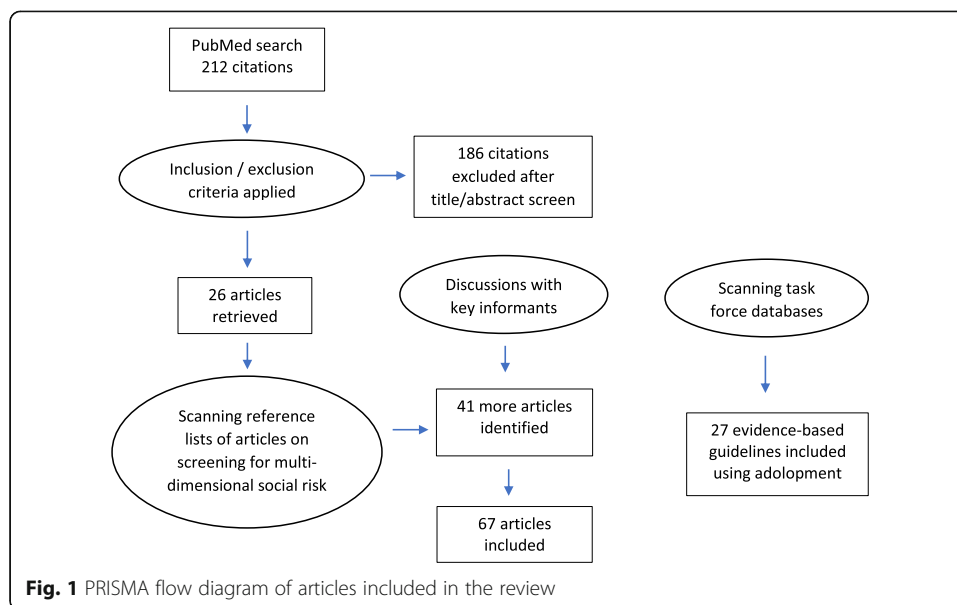 PubMed search
212 citations
Inclusion / exclusion
criteria applied
186 citations
excluded after
title/abstract screen
26 articles
retrieved
Discussions with
key informants
Scanning task
force databases
Scanning reference
lists of articles on
screening for multi-
dimensional social risk
41 more articles
identified
27 evidence-based
guidelines included
using adolopment
67 articles
included
Fig. 1 PRISMA flow diagram of articles included in the review